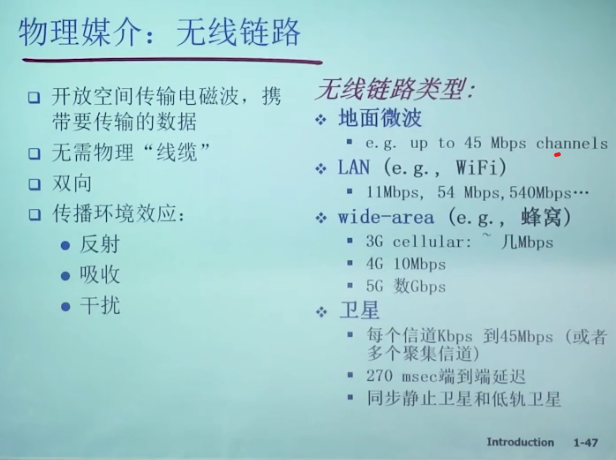 物理媒介：无线链路
开放空间传输电磁波，携
带要传输的数据
无需物理“线缆”
双向
传播环境效应：
反射
吸收
干扰
无线链路类型:
地面微波
e.g. up to 45 Mbps channels
LAN (e.g., WiFi)
11Mbps, 54 Mbps,540Mbps…
wide-area (e.g., 蜂窝)
3G cellular: ~ 几Mbps
4G 10Mbps
5G 数Gbps
卫星
每个信道Kbps 到45Mbps (或者
多个聚集信道)
270 msec端到端延迟
同步静止卫星和低轨卫星
Introduction 1-47